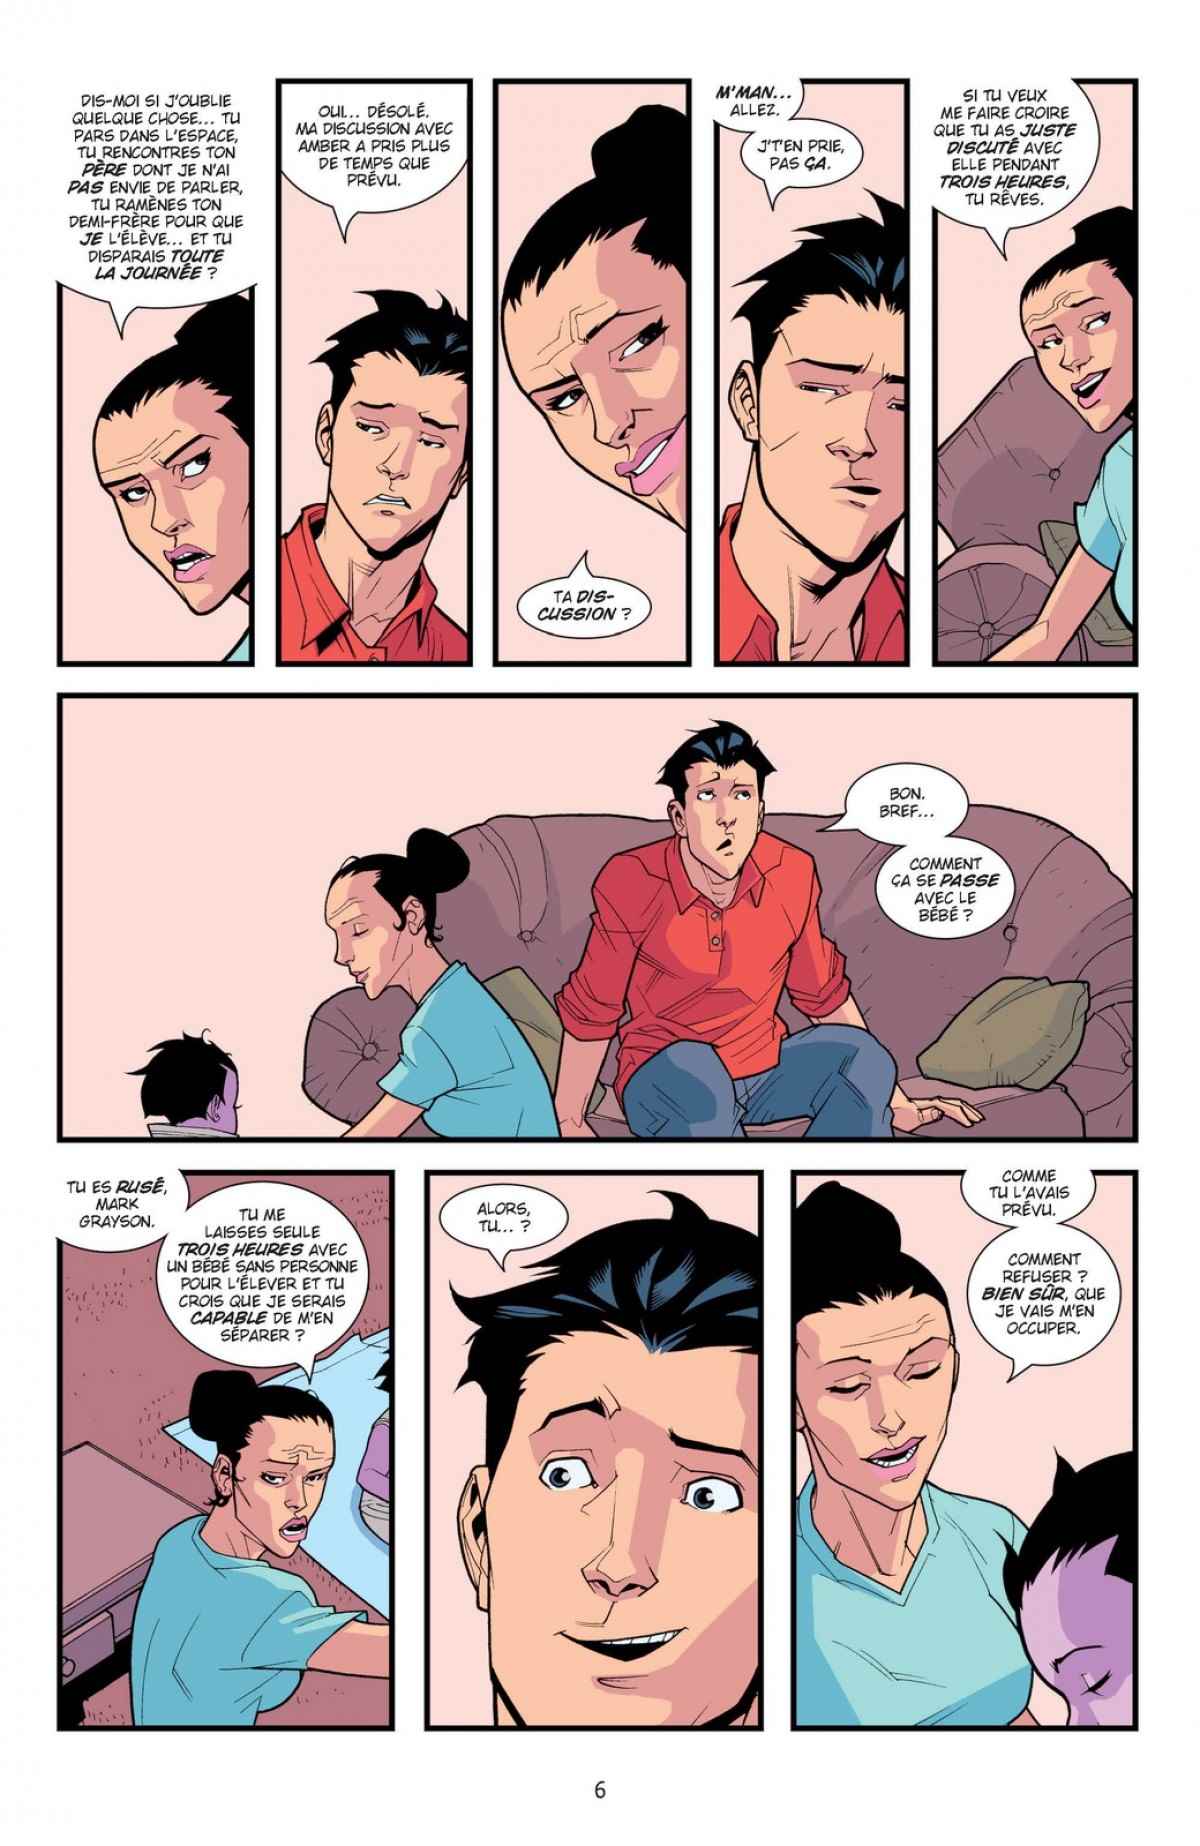 DIS-MOI SI J'OUBLIE
QUELQUE CHOSE... TU
PARS DANS L'ESPACE,
TU RENCONTRES TON
PÈRE DONT JE N'AI
PAS ENVIE DE PARLER,
TU RAMÈNES TON
DEMI-FRÈRE POUR QUE
JE L'ÉLÈVE... ET TU
DISPARAIS TOUTE
LA JOURNÉE ?
OUI... DÉSOLÉ.
MA DISCUSSION AVEC
AMBER A PRIS PLUS
DE TEMPS QUE
PRÉVU.
TA DIS-
CUSSION ?
M'MAN...
ALLEZ.
J'T'EN PRIE,
PAS ÇA.
SI TU VEUX
ME FAIRE CROIRE
QUE TU AS JUSTE
DISCUTÉ AVEC
ELLE PENDANT
TROIS HEURES,
TU RÊVES.
BON.
BREF...
COMMENT
ÇA SE PASSE
AVEC LE
BÉBÉ ?
TU ES RUSÉ,
MARK
GRAYSON.
TU ME
LAISSES SEULE
TROIS HEURES AVEC
UN BÉBÉ SANS PERSONNE
POUR L'ÉLEVER ET TU
CROIS QUE JE SERAIS
CAPABLE DE M'EN
SÉPARER ?
ALORS,
TU... ?
COMME
TU L'AVAIS
PRÉVU.
COMMENT
REFUSER ?
BIEN SÛR, QUE
JE VAIS M'EN
OCCUPER.
6